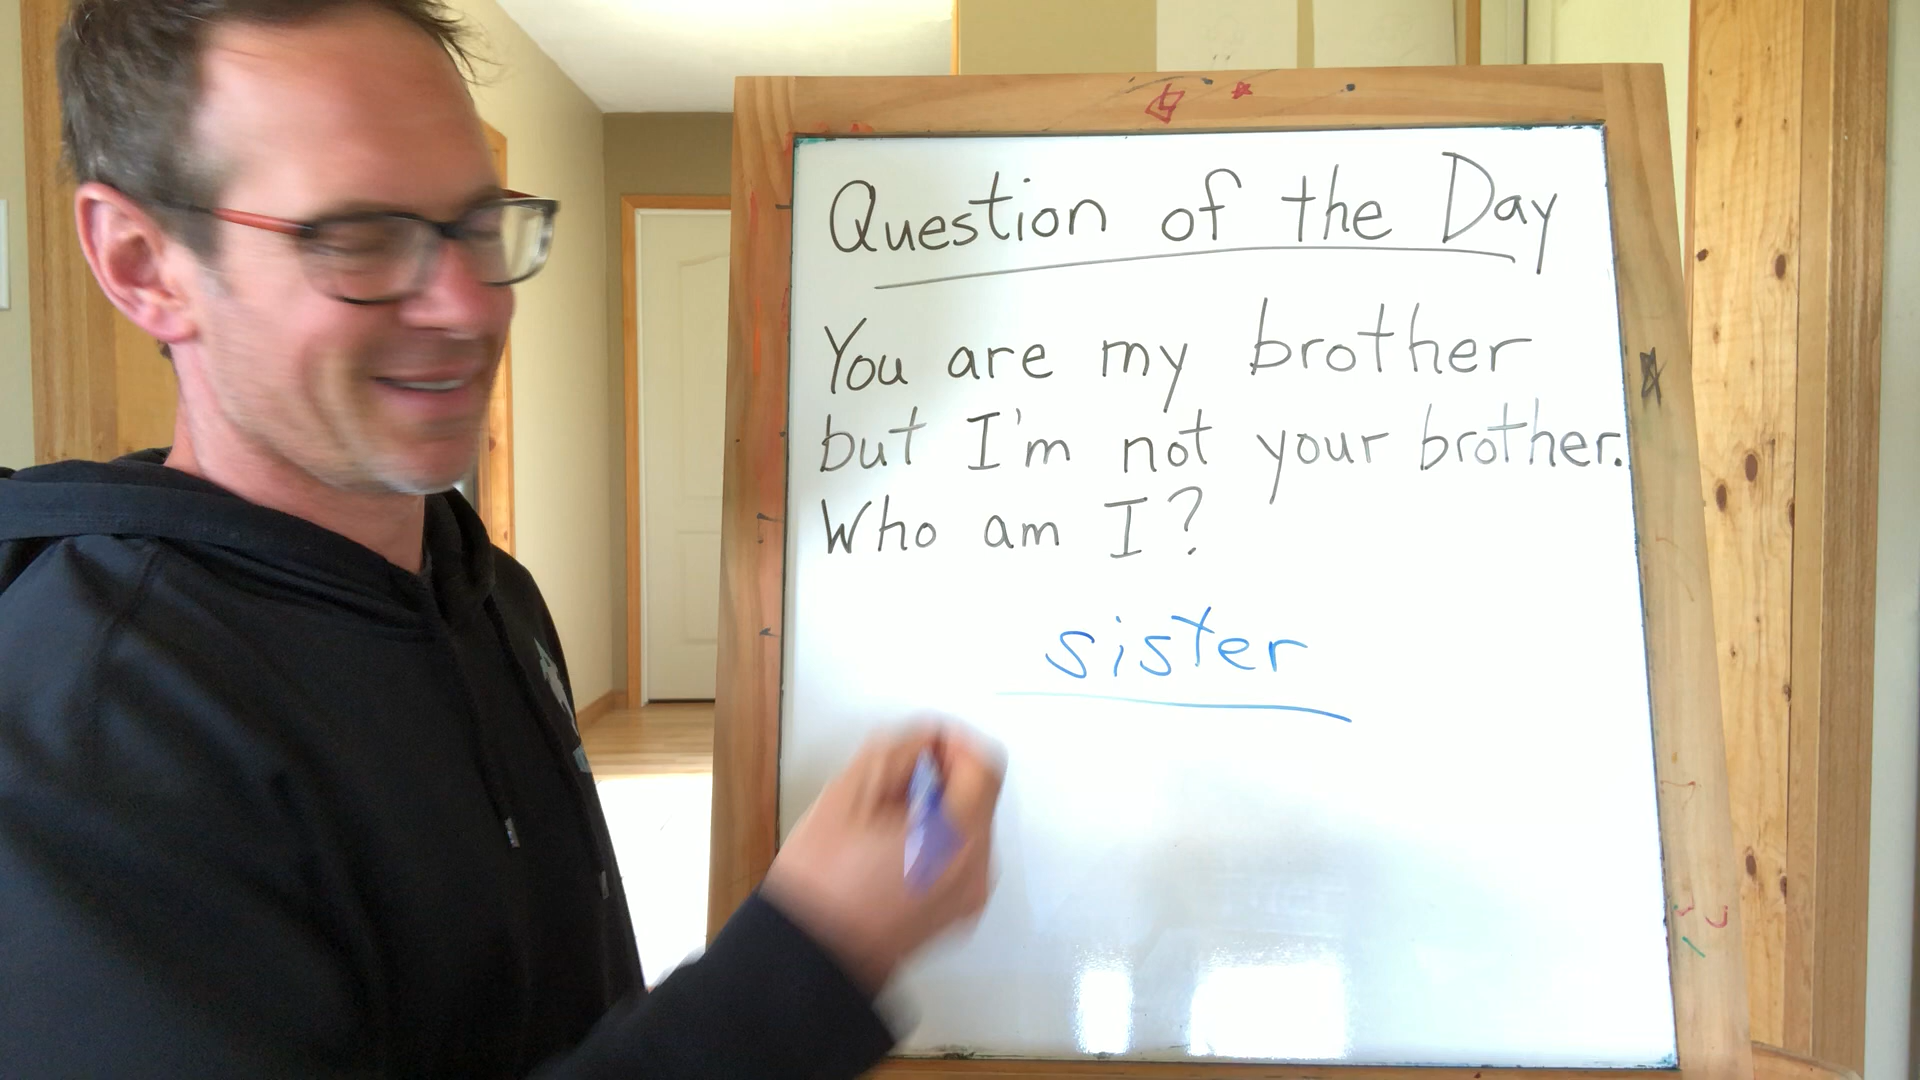 Question of the Day
You are my brother
but I'm not your brother.
Who am I?
sister